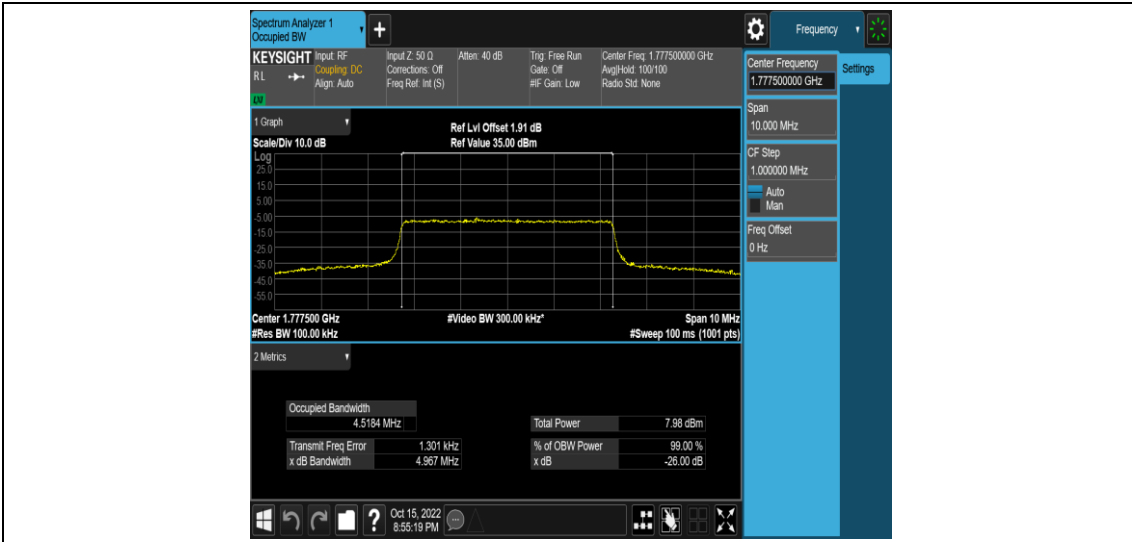 Spectrum Analyzer 1
Occupied BW
+
Frequency
KEYSIGHT
RL
LXI
Input: RF
Coupling: DC
Align: Auto
Input Z: 50 Ω
Corrections: Off
Freq Ref: Int (S)
Atten: 40 dB
Trig: Free Run
Gate: Off
#IF Gain: Low
Center Freq: 1.777500000 GHz
Avg|Hold: 100/100
Radio Std: None
Center Frequency
1.777500000 GHz
Settings
Span
10.000 MHz
CF Step
1.000000 MHz
Auto
Man
Freq Offset
0 Hz
1 Graph
Scale/Div 10.0 dB
Ref Lvl Offset 1.91 dB
Ref Value 35.00 dBm
Log
25.0
15.0
5.00
-5.00
-15.0
-25.0
-35.0
-45.0
-55.0
Center 1.777500 GHz
#Video BW 300.00 kHz*
Span 10 MHz
#Res BW 100.00 kHz
#Sweep 100 ms (1001 pts)
2 Metrics
Occupied Bandwidth
4.5184 MHz
Total Power 7.98 dBm
Transmit Freq Error 1.301 kHz
% of OBW Power 99.00 %
x dB Bandwidth 4.967 MHz
x dB -26.00 dB
?
Oct 15, 2022
8:55:19 PM